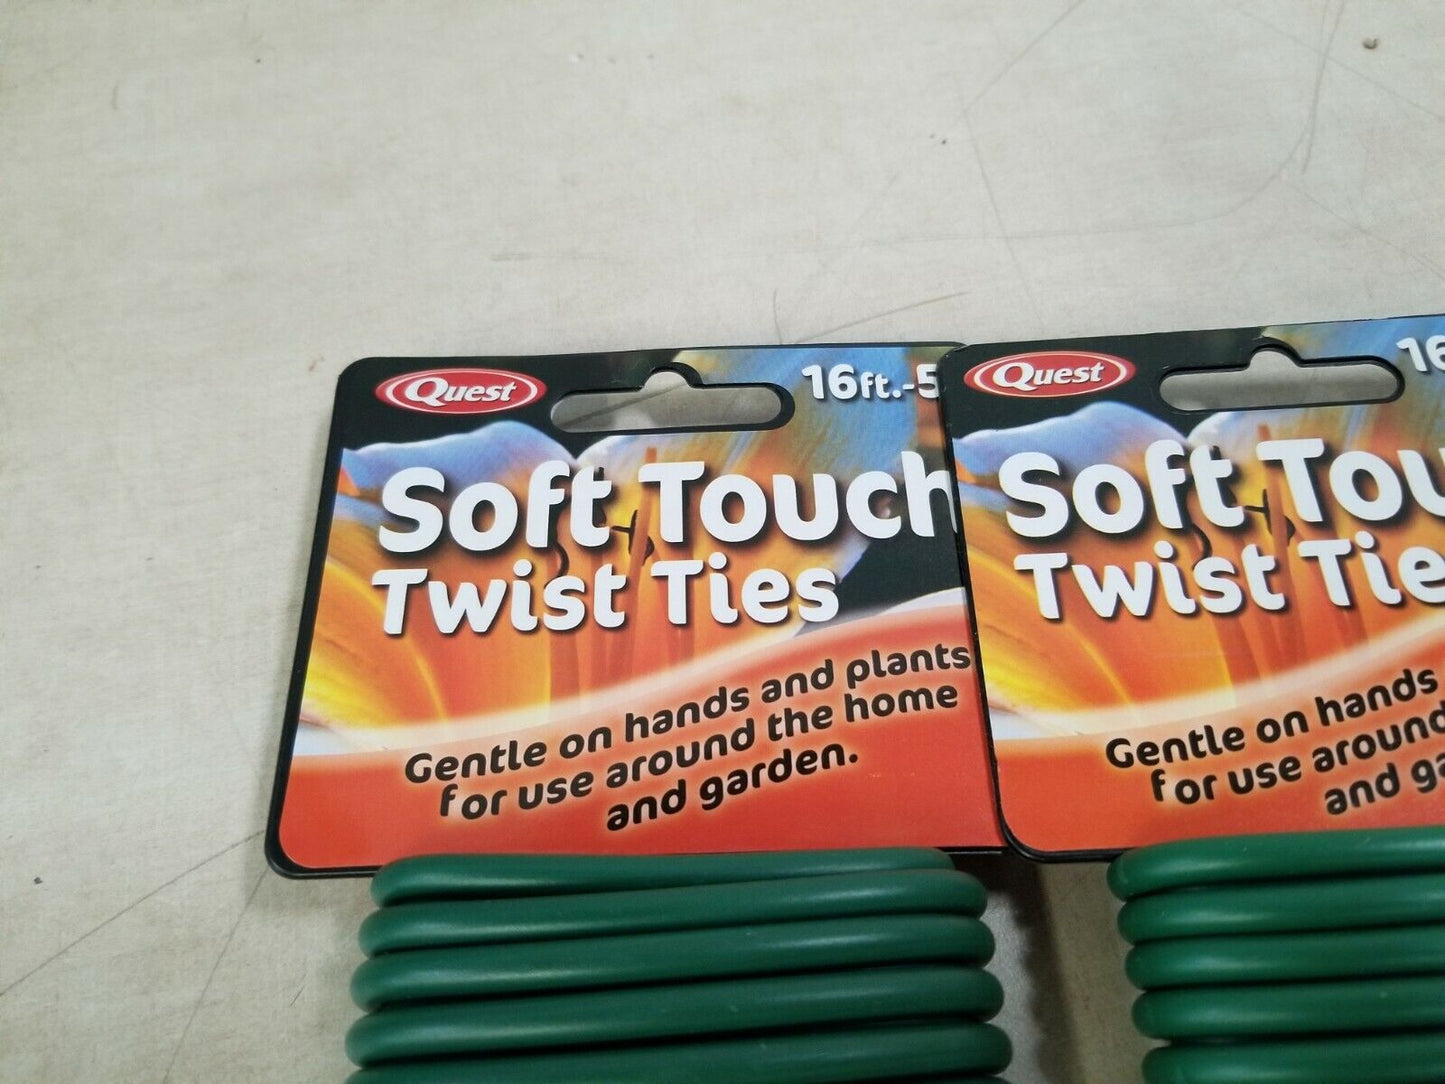 Quest
16ft.-5
Soft Touch
Twist Ties
Gentle on hands and plants
for use around the home
and garden.
Quest
16
Soft Tou
Twist Tie
Gentle on hands
for use around
and ga